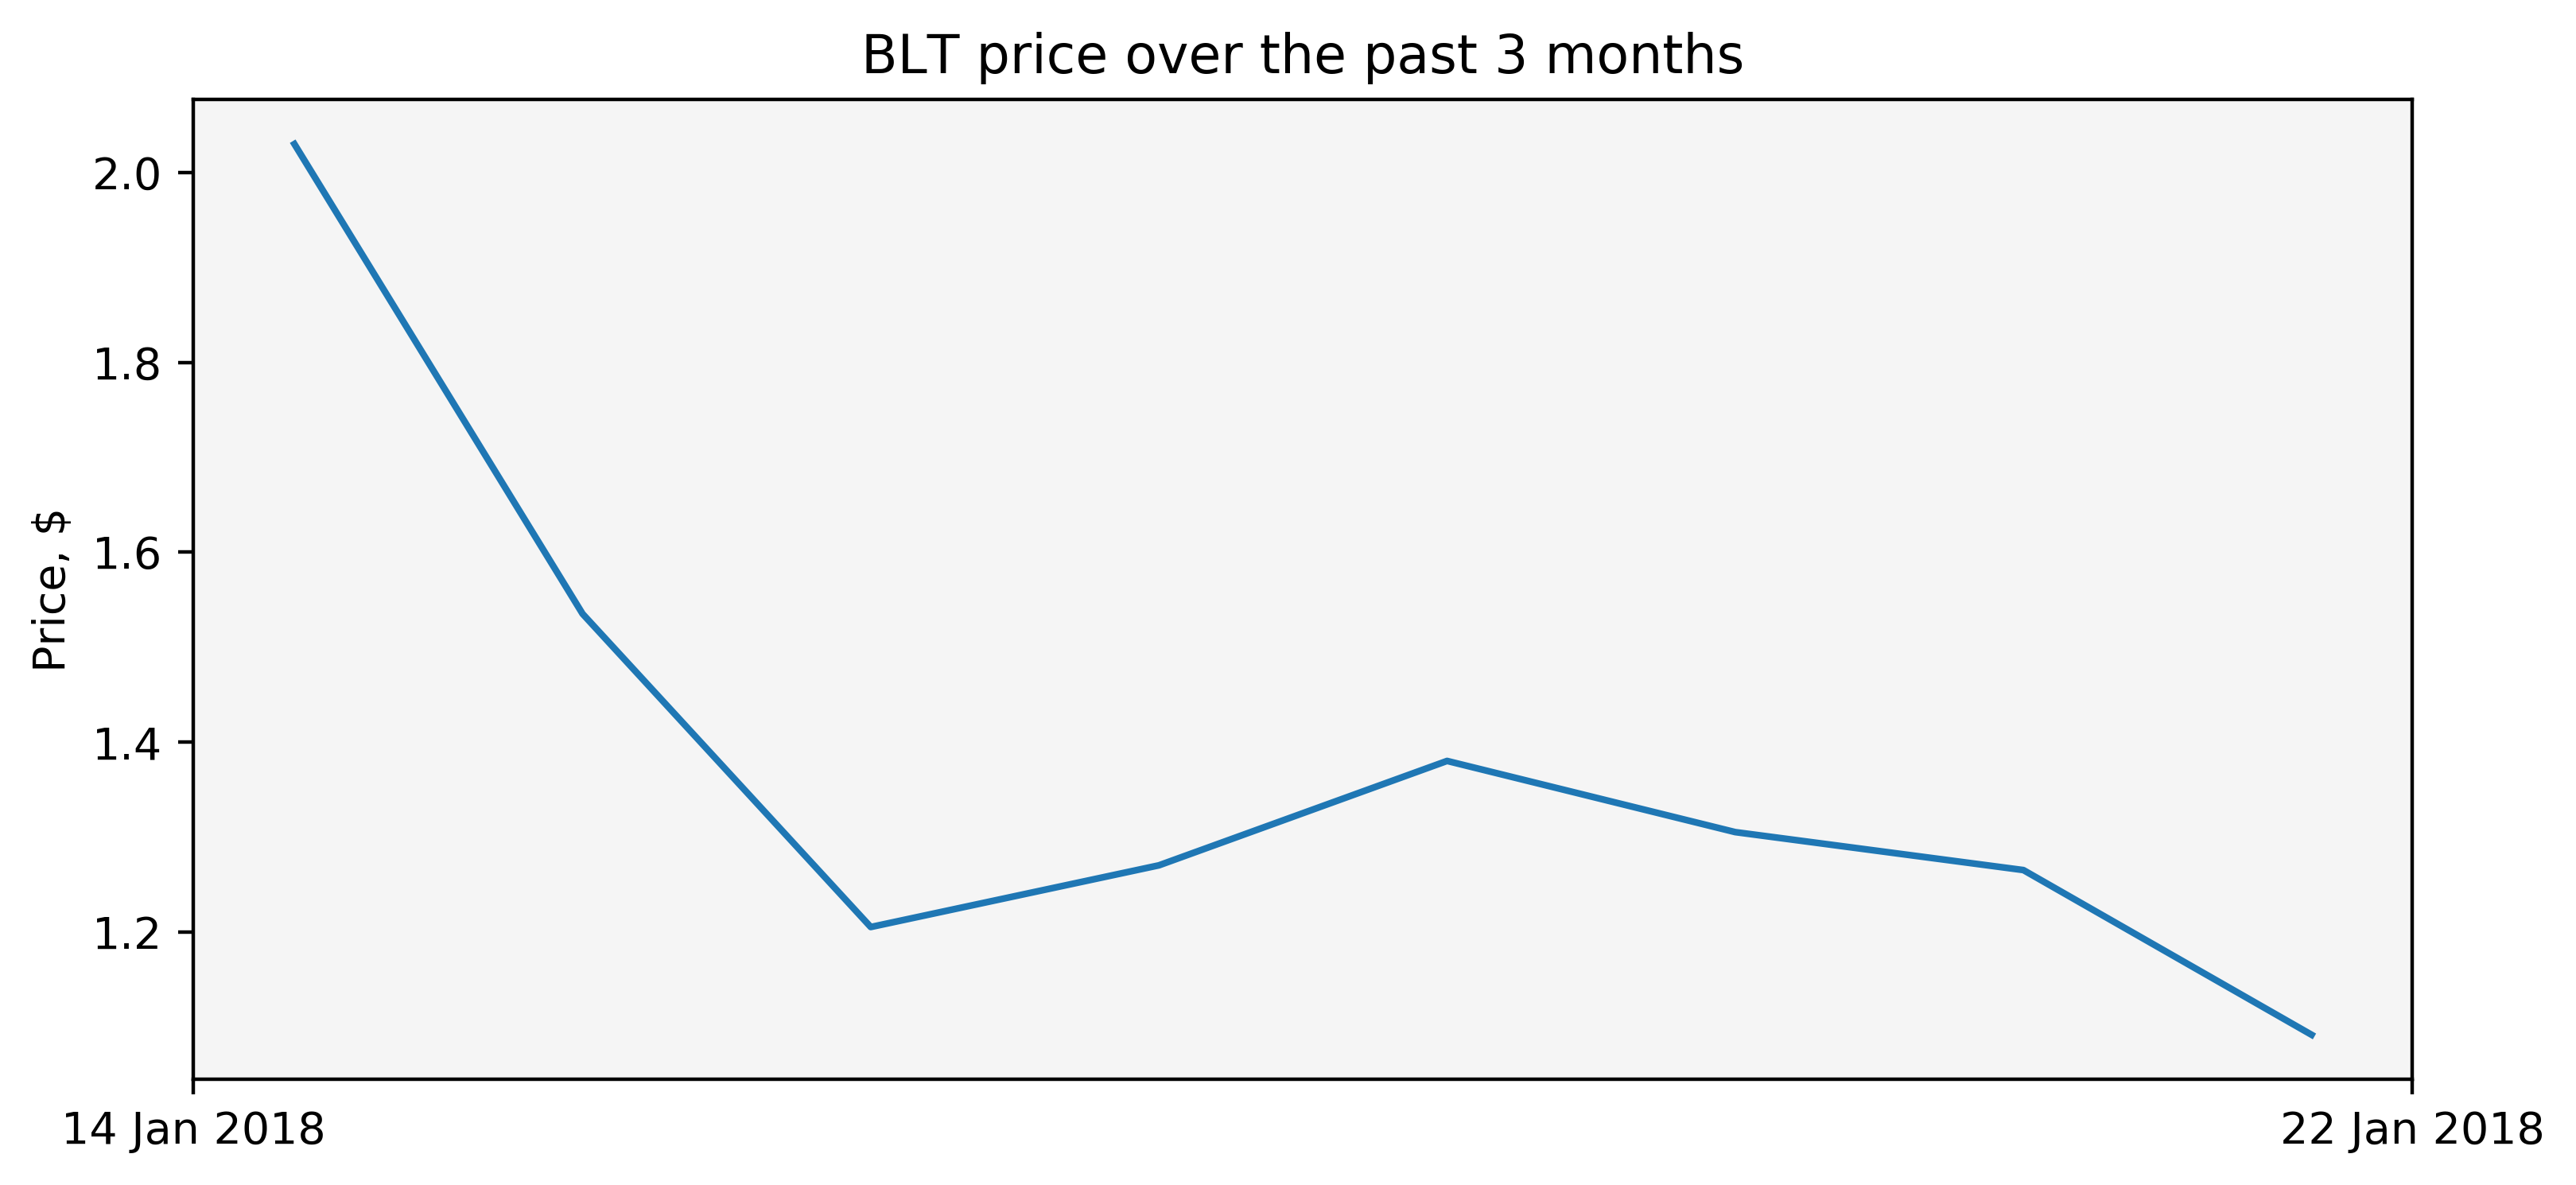 BLT price over the past 3 months
Price, $
2.0
1.8
1.6
1.4
1.2
14 Jan 2018
22 Jan 2018